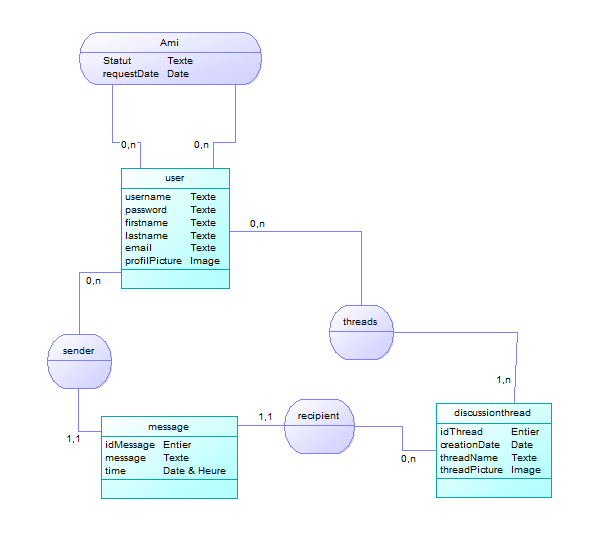 Ami
Statut Texte
requestDate Date
0,n 0,n
user
username Texte
password Texte
firstname Texte
lastname Texte
email Texte
profilPicture Image
0,n
0,n
threads
sender
1,n
discussionthread
idThread Entier
creationDate Date
threadName Texte
threadPicture Image
recipient
1,1
0,n
1,1
message
idMessage Entier
message Texte
time Date & Heure